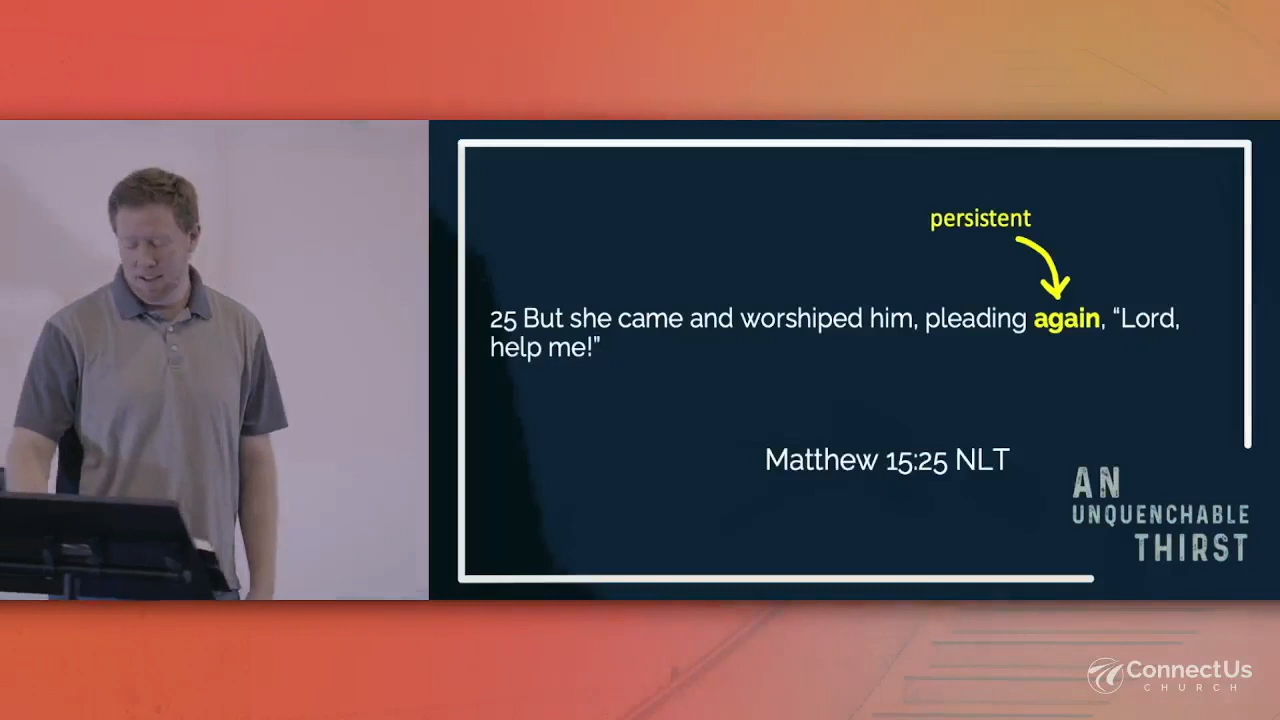 persistent
25 But she came and worshiped him, pleading again, “Lord,
help me!”
Matthew 15:25 NLT
AN
UNQUENCHABLE
THIRST
ConnectUs
CHURCH